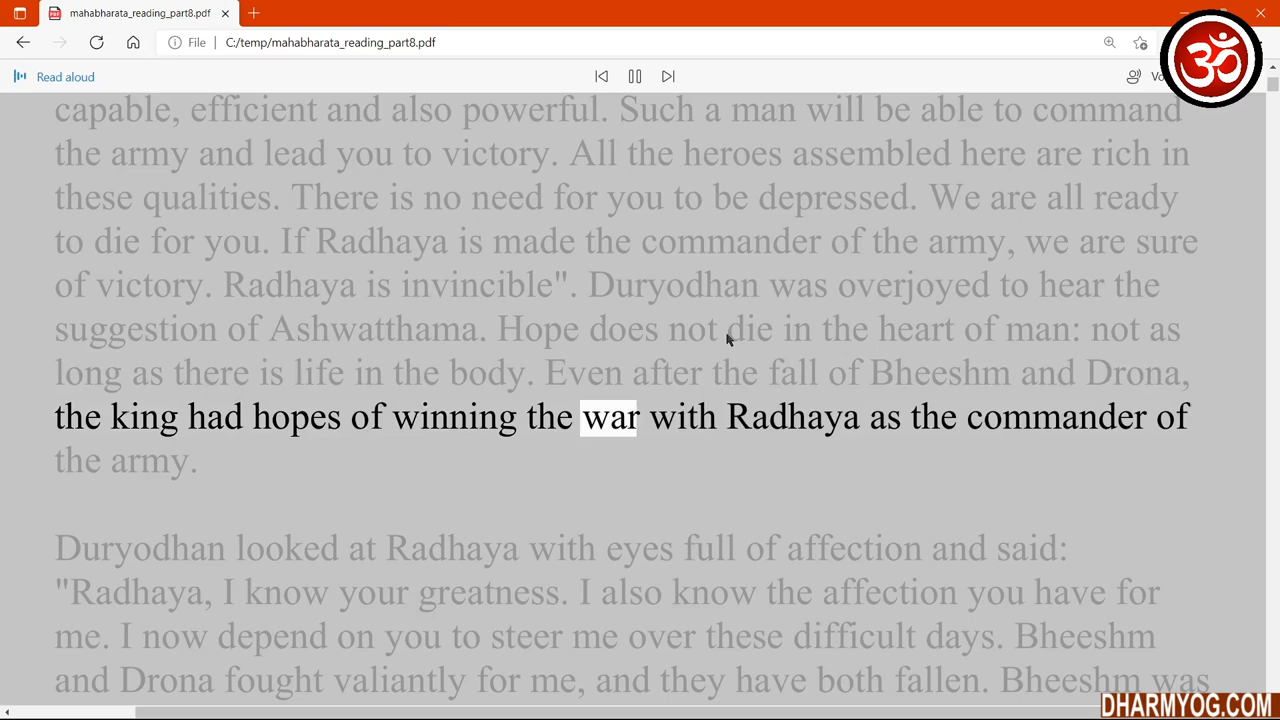 mahabharata_reading_part8.pdf
File
C:/temp/mahabharata_reading_part8.pdf
Read aloud
ॐ
capable, efficient and also powerful. Such a man will be able to command
the army and lead you to victory. All the heroes assembled here are rich in
these qualities. There is no need for you to be depressed. We are all ready
to die for you. If Radhaya is made the commander of the army, we are sure
of victory. Radhaya is invincible". Duryodhan was overjoyed to hear the
suggestion of Ashwatthama. Hope does not die in the heart of man: not as
long as there is life in the body. Even after the fall of Bheeshm and Drona,
the king had hopes of winning the war with Radhaya as the commander of
the army.
Duryodhan looked at Radhaya with eyes full of affection and said:
"Radhaya, I know your greatness. I also know the affection you have for
me. I now depend on you to steer me over these difficult days. Bheeshm
and Drona fought valiantly for me, and they have both fallen. Bheeshm was
DHARMYOG.COM